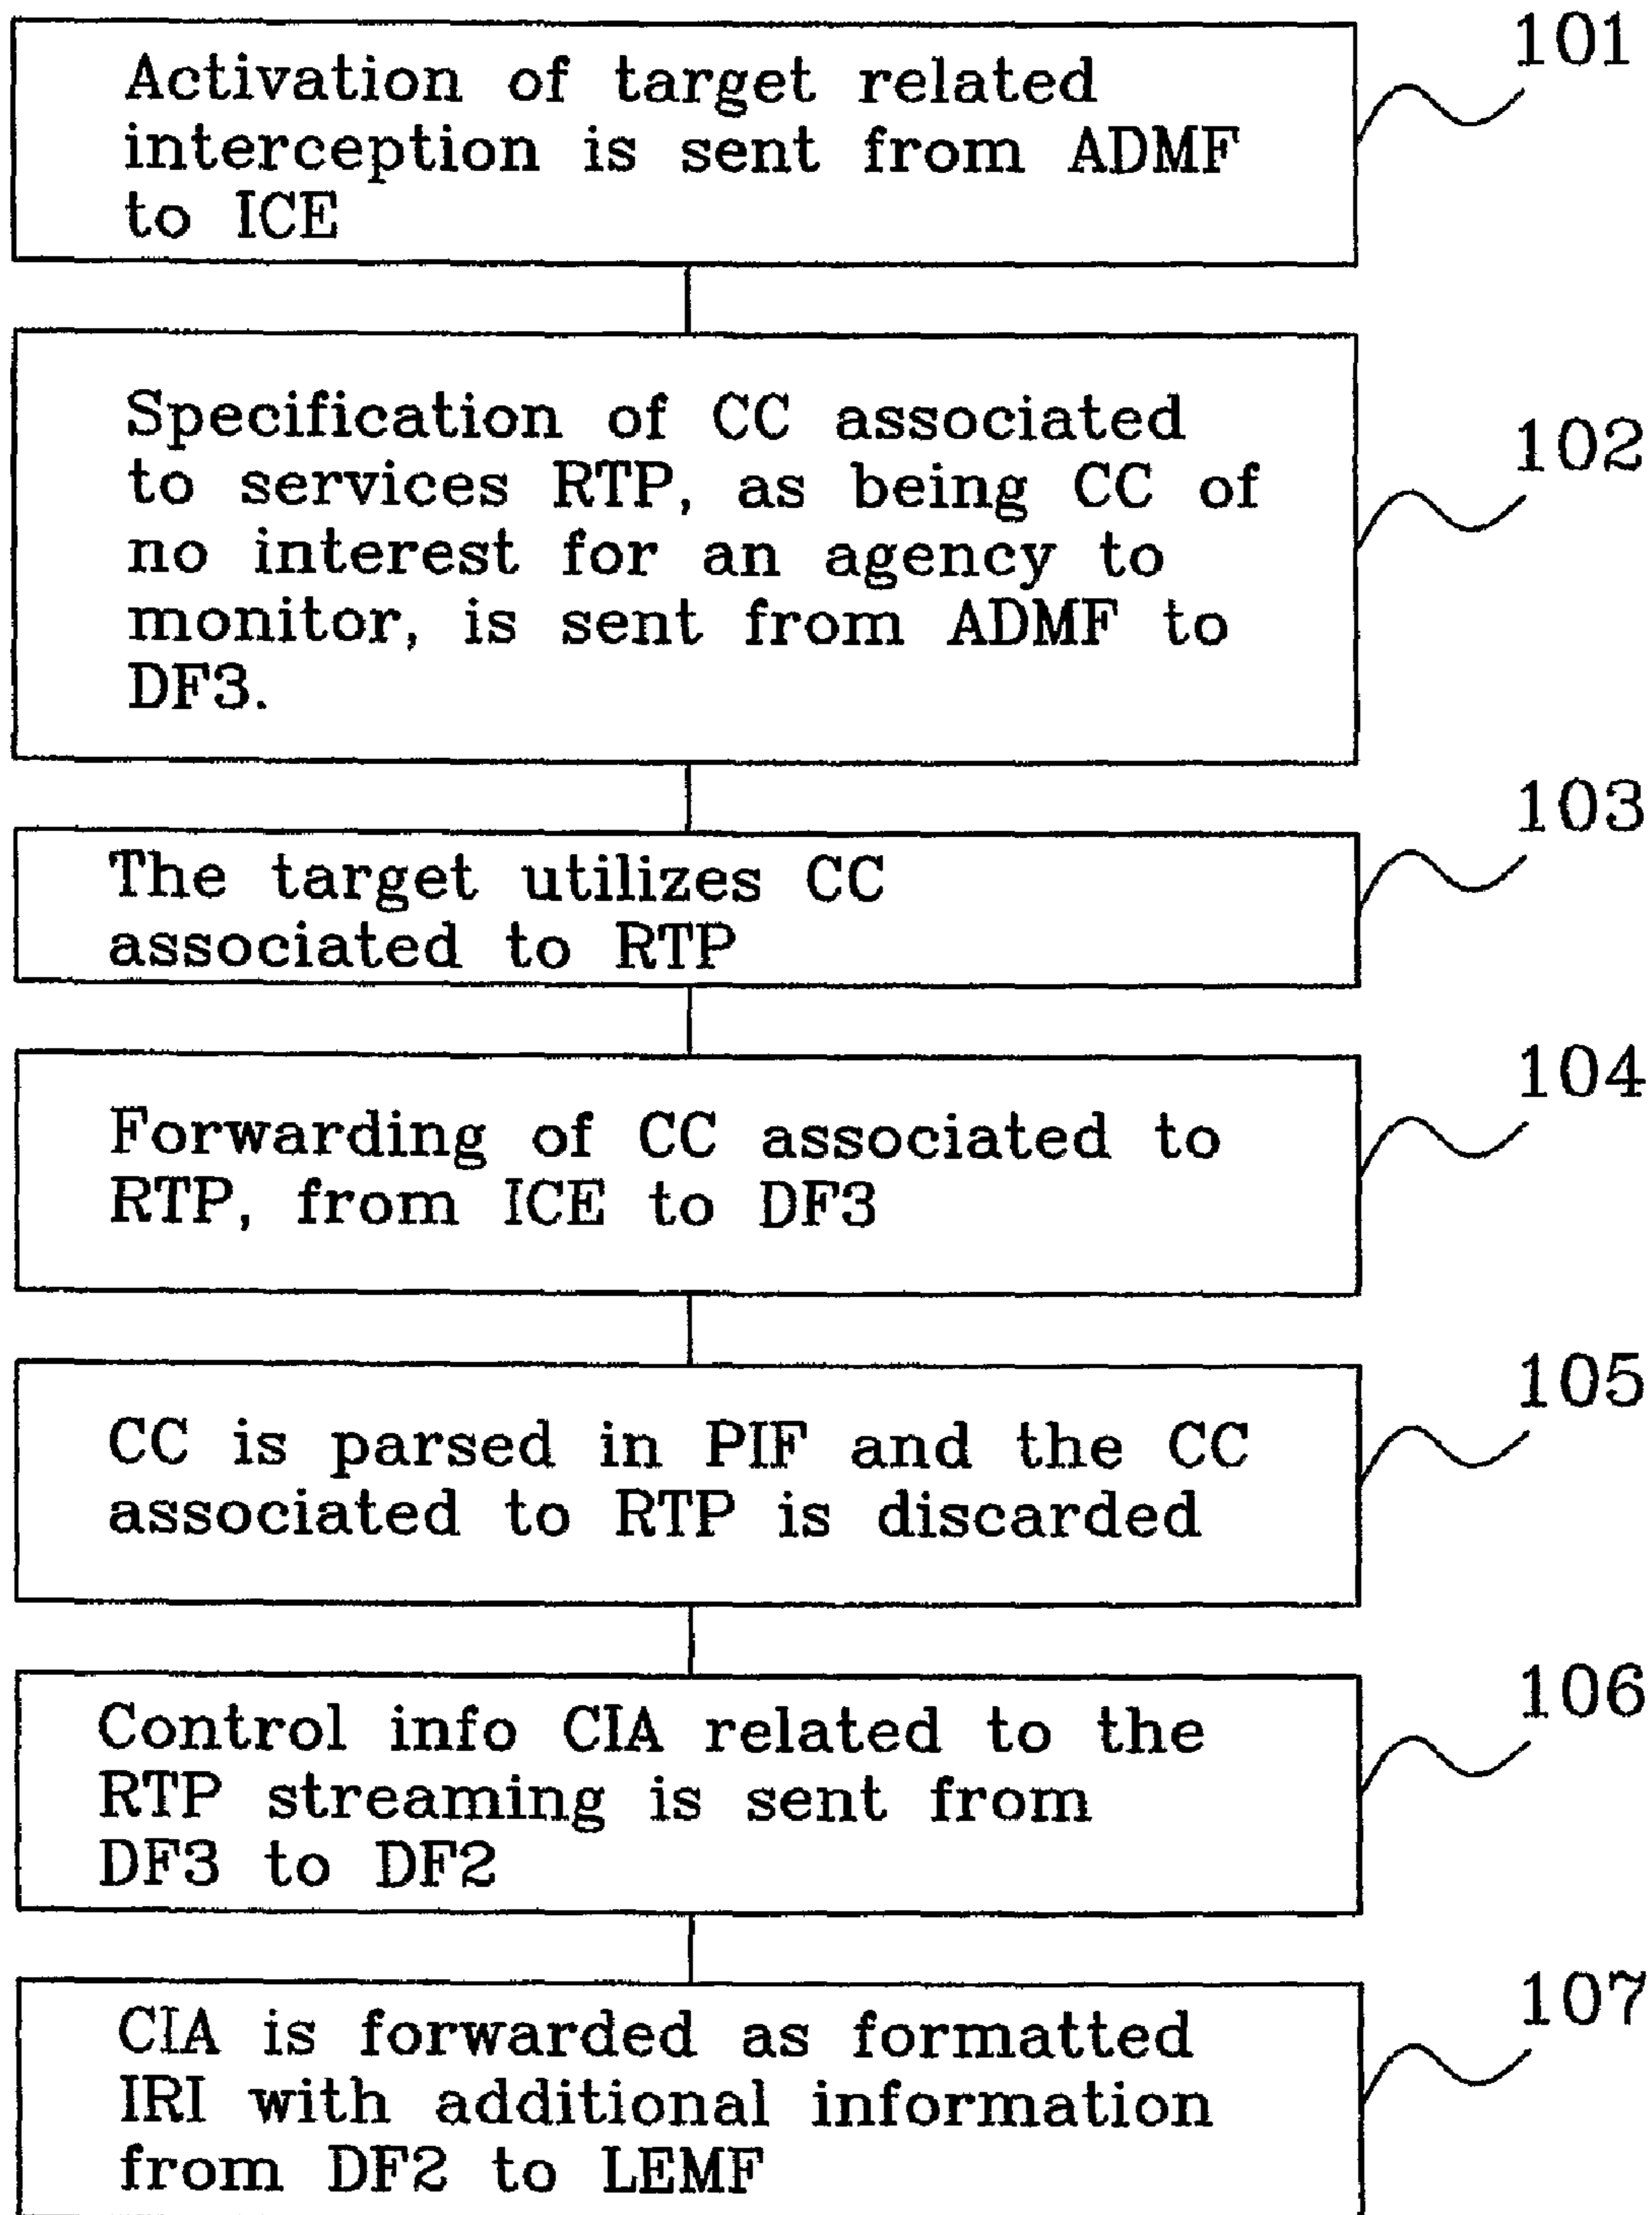 101
Activation of target related
interception is sent from ADMF
to ICE
102
Specification of CC associated
to services RTP, as being CC of
no interest for an agency to
monitor, is sent from ADMF to
DF3.
103
The target utilizes CC
associated to RTP
104
Forwarding of CC associated to
RTP, from ICE to DF3
105
CC is parsed in PIF and the CC
associated to RTP is discarded
106
Control info CIA related to the
RTP streaming is sent from
DF3 to DF2
107
CIA is forwarded as formatted
IRI with additional information
from DF2 to LEMF